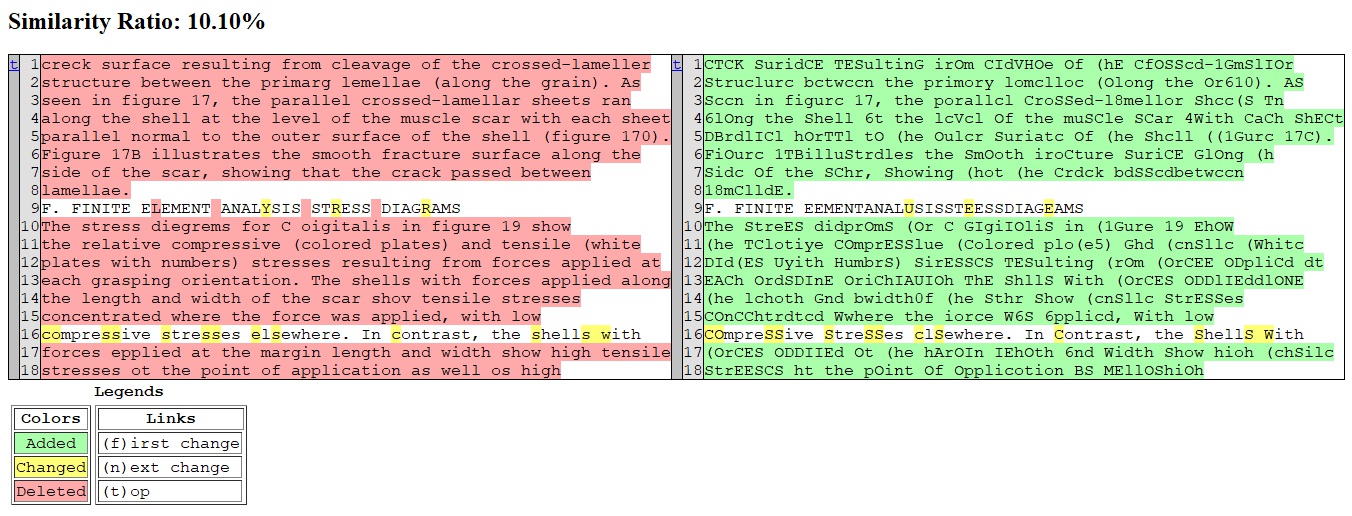 Similarity Ratio: 10.10%
t 1 creck surface resulting from cleavage of the crossed-lameller t 1 CTCK SuridCE TESultinG irOm CIdVHOe Of (hE CfOSScd-1GmSlIOr
2 structure between the primarg lemellae (along the grain). As 2 Struclurc bctwccn the primory lomclloc (Olong the Or610). AS
3 seen in figure 17, the parallel crossed-lamellar sheets ran 3 Sccn in figurc 17, the porallcl CroSSed-18mellor Shcc(S Tn
4 along the shell at the level of the muscle scar with each sheet 4 6lOng the Shell 6t the lcVcl Of the muSCle SCar 4With CaCh ShECt
5 parallel normal to the outer surface of the shell (figure 170). 5 DBrdlICl hOrTTl tO (he Oulcr Suriatc Of (he Shcll ((1Gurc 17C).
6 Figure 17B illustrates the smooth fracture surface along the 6 FiOurc 1TBilluStrdles the SmOoth iroCture SuriCE GlOng (h
7 side of the scar, showing that the crack passed between 7 Sidc Of the SChr, Showing (hot (he Crdck bdSScdbetwccn
8 lamellae. 8 18mClldE.
9 F. FINITE ELEMENT ANALYSIS STRESS DIAGRAMS 9 F. FINITE EEMENTANALUSISSTEESSDIAGEAMS
10 The stress diegrems for C oigitalis in figure 19 show 10 The StreES didprOmS (Or C GIgiIOliS in (1Gure 19 EhOW
11 the relative compressive (colored plates) and tensile (white 11 (he TClotiye COmprESSlue (Colored plo(e5) Ghd (cnSllc (Whitc
12 plates with numbers) stresses resulting from forces applied at 12 DId(ES Uyith HumbrS) SirESSCS TESulting (rOm (OrCEE ODpliCd dt
13 each grasping orientation. The shells with forces applied along 13 EACh OrdSDInE OriChIAUIOh ThE ShllS With (OrCES ODDlIEddlONE
14 the length and width of the scar shov tensile stresses 14 (he lchoth Gnd bwidth0f (he Sthr Show (cnSllc StrESSes
15 concentrated where the force was applied, with low 15 COnCChtrdtcd Wwhere the iorce W6S 6pplicd, With low
16 compressive stresses elsewhere. In contrast, the shells with 16 COmpreSSive StreSSes clSewhere. In Contrast, the ShellS With
17 forces epplied at the margin length and width show high tensile 17 (OrCES ODDIIEd Ot (he hArOIn IEhOth 6nd Width Show hioh (chSilc
18 stresses ot the point of application as well os high 18 StrEESCS ht the pOint Of Opplicotion BS MEllOShiOh
Legends
Colors Links
Added (f)irst change
Changed (n)ext change
Deleted (t)op